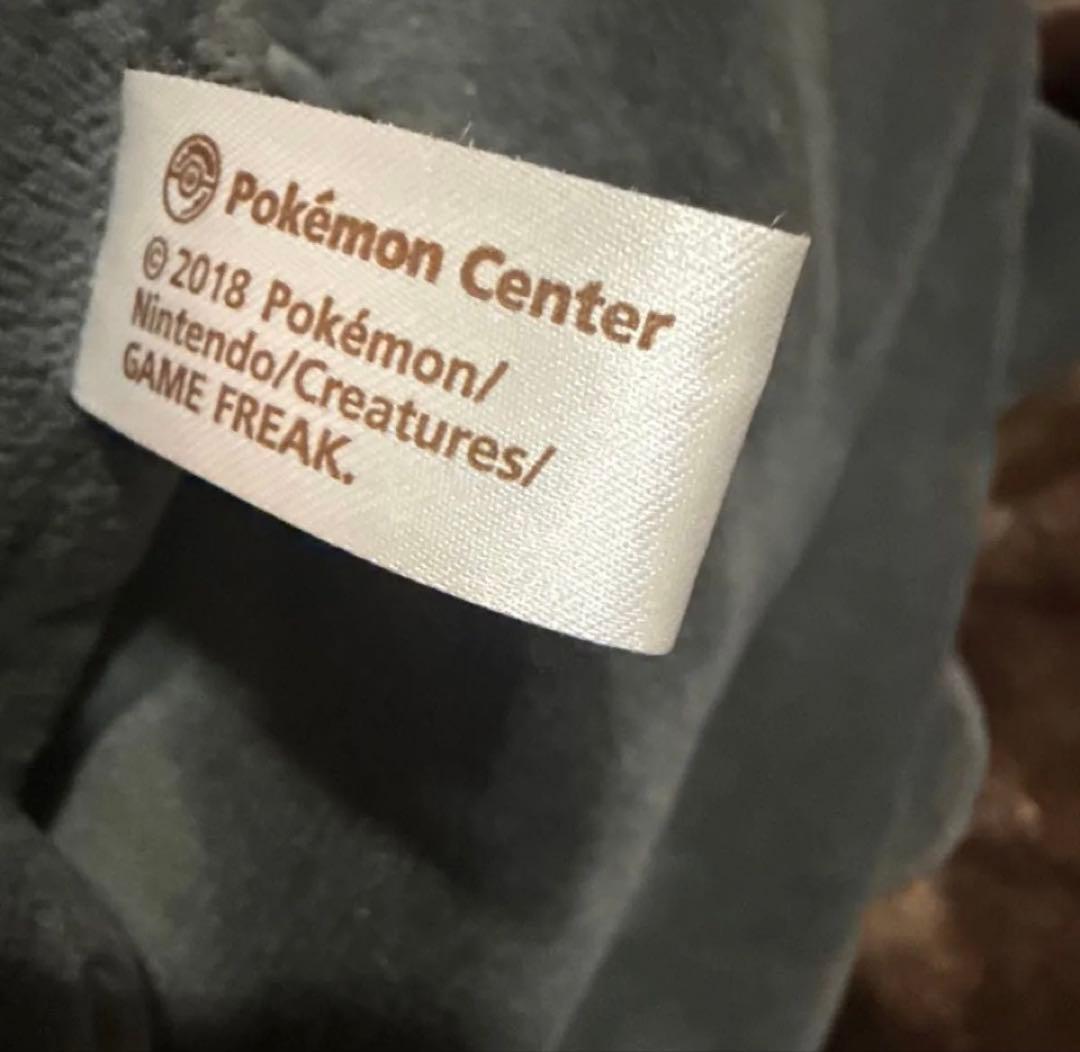 Pokémon Center
© 2018 Pokémon/
Nintendo/Creatures/
GAME FREAK.